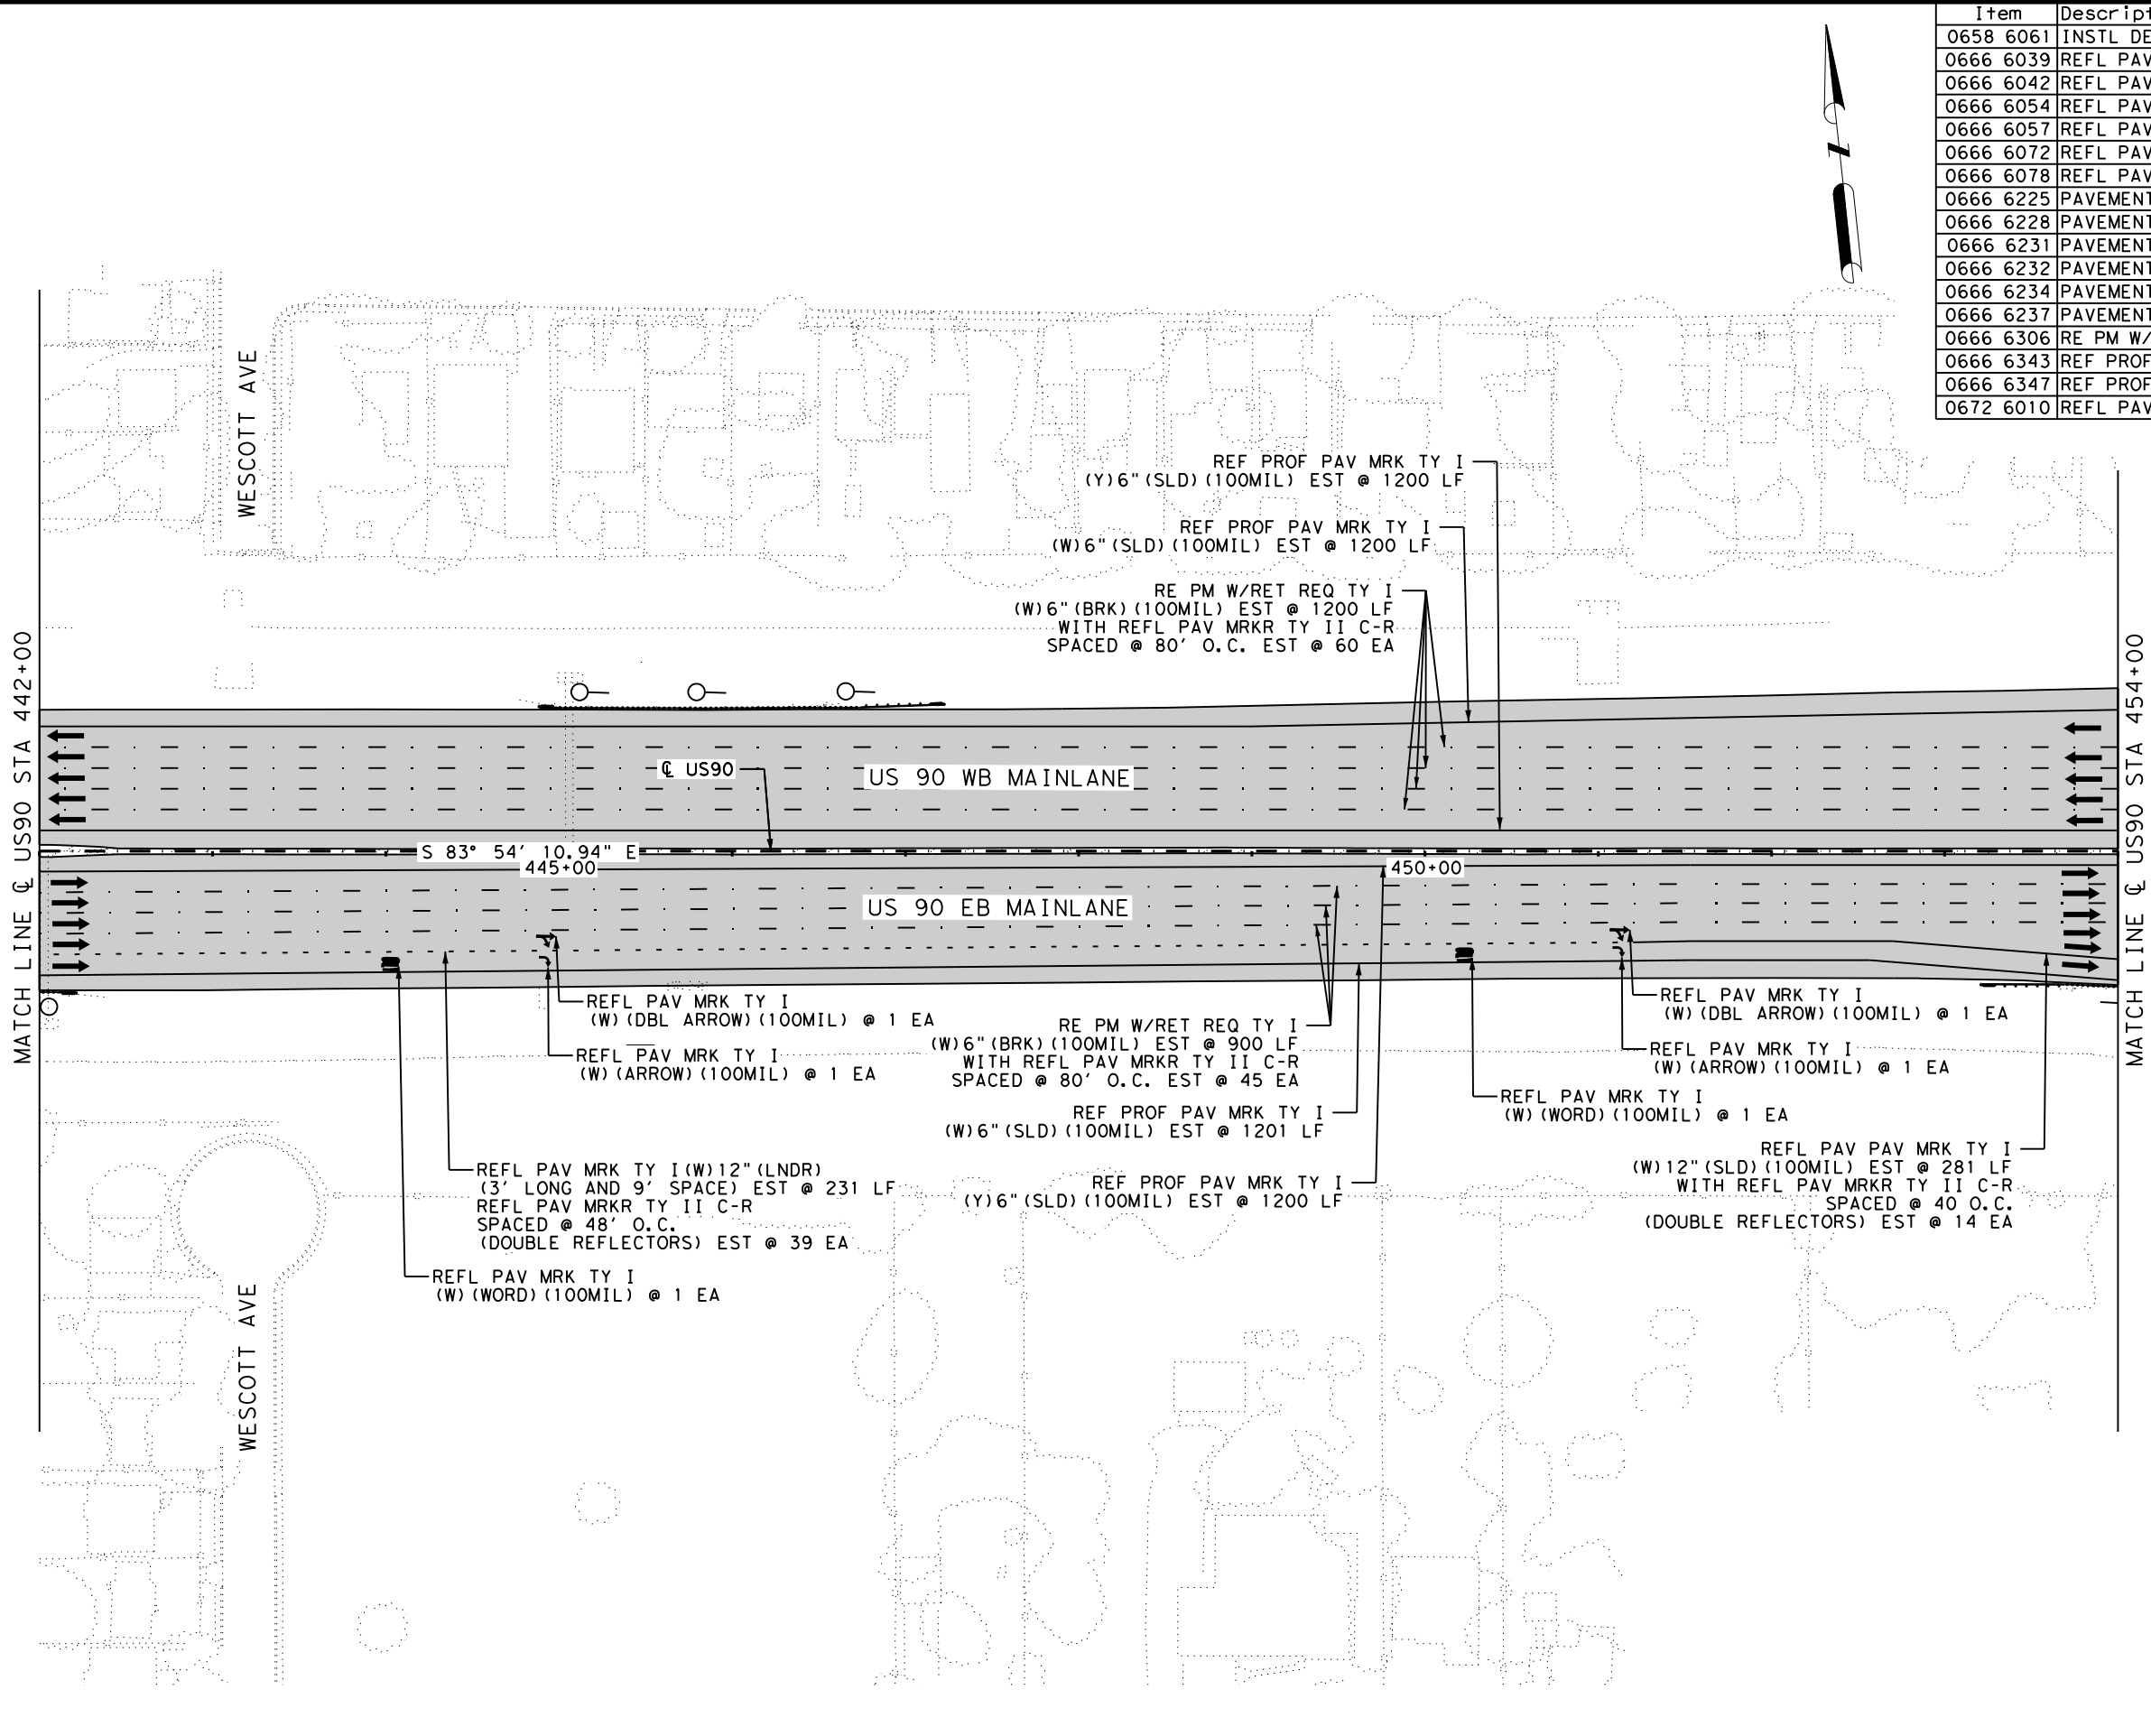 Item Descript
0658 6061 INSTL DE
0666 6039 REFL PAV
0666 6042 REFL PAV
0666 6054 REFL PAV
0666 6057 REFL PAV
0666 6072 REFL PAV
0666 6078 REFL PAV
0666 6225 PAVEMENT
0666 6228 PAVEMENT
0666 6231 PAVEMENT
0666 6232 PAVEMENT
0666 6234 PAVEMENT
0666 6237 PAVEMENT
0666 6306 RE PM W/
0666 6343 REF PROF
0666 6347 REF PROF
0672 6010 REFL PAV
WESCOTT AVE
REF PROF PAV MRK TY I
(Y)6"(SLD)(100MIL) EST @ 1200 LF
REF PROF PAV MRK TY I
(W)6"(SLD)(100MIL) EST @ 1200 LF
RE PM W/RET REQ TY I
(W)6"(BRK)(100MIL) EST @ 1200 LF
WITH REFL PAV MRKR TY II C-R
SPACED @ 80' O.C. EST @ 60 EA
MATCH LINE ℄ US90 STA 442+00
MATCH LINE ℄ US90 STA 454+00
℄ US90
US 90 WB MAINLANE
S 83° 54' 10.94" E
445+00
450+00
US 90 EB MAINLANE
REFL PAV MRK TY I
(W)(DBL ARROW)(100MIL) @ 1 EA
REFL PAV MRK TY I
(W)(ARROW)(100MIL) @ 1 EA
RE PM W/RET REQ TY I
(W)6"(BRK)(100MIL) EST @ 900 LF
WITH REFL PAV MRKR TY II C-R
SPACED @ 80' O.C. EST @ 45 EA
REF PROF PAV MRK TY I
(W)6"(SLD)(100MIL) EST @ 1201 LF
REF PROF PAV MRK TY I
(Y)6"(SLD)(100MIL) EST @ 1200 LF
REFL PAV MRK TY I
(W)(DBL ARROW)(100MIL) @ 1 EA
REFL PAV MRK TY I
(W)(ARROW)(100MIL) @ 1 EA
REFL PAV MRK TY I
(W)(WORD)(100MIL) @ 1 EA
REFL PAV PAV MRK TY I
(W)12"(SLD)(100MIL) EST @ 281 LF
WITH REFL PAV MRKR TY II C-R
SPACED @ 40 O.C.
(DOUBLE REFLECTORS) EST @ 14 EA
REFL PAV MRK TY I(W)12"(LNDR)
(3' LONG AND 9' SPACE) EST @ 231 LF
REFL PAV MRKR TY II C-R
SPACED @ 48' O.C.
(DOUBLE REFLECTORS) EST @ 39 EA
REFL PAV MRK TY I
(W)(WORD)(100MIL) @ 1 EA
WESCOTT AVE